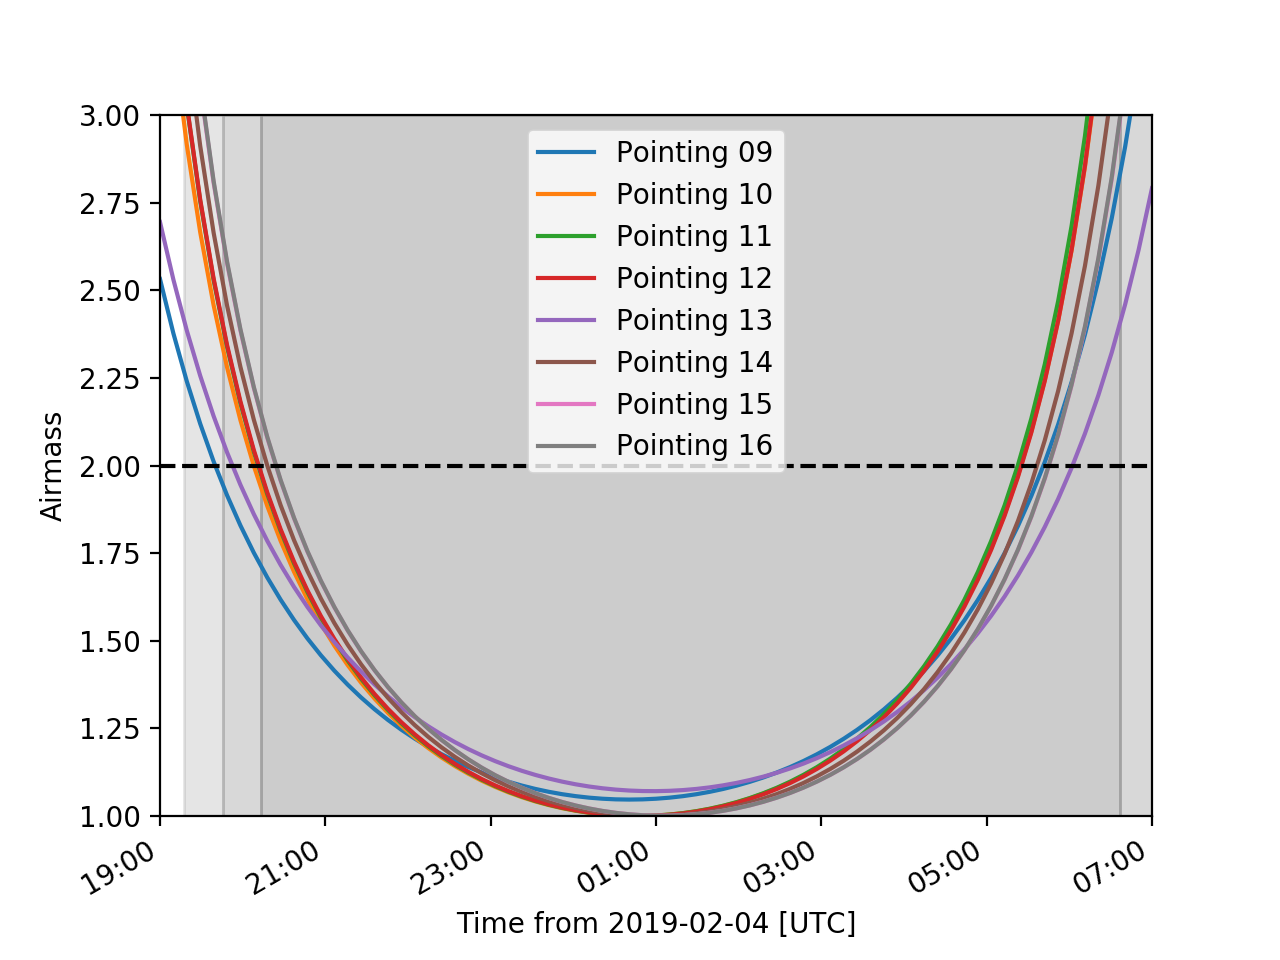 3.00
2.75
2.50
2.25
2.00
1.75
1.50
1.25
1.00
Airmass
Pointing 09
Pointing 10
Pointing 11
Pointing 12
Pointing 13
Pointing 14
Pointing 15
Pointing 16
19:00
21:00
23:00
01:00
03:00
05:00
07:00
Time from 2019-02-04 [UTC]